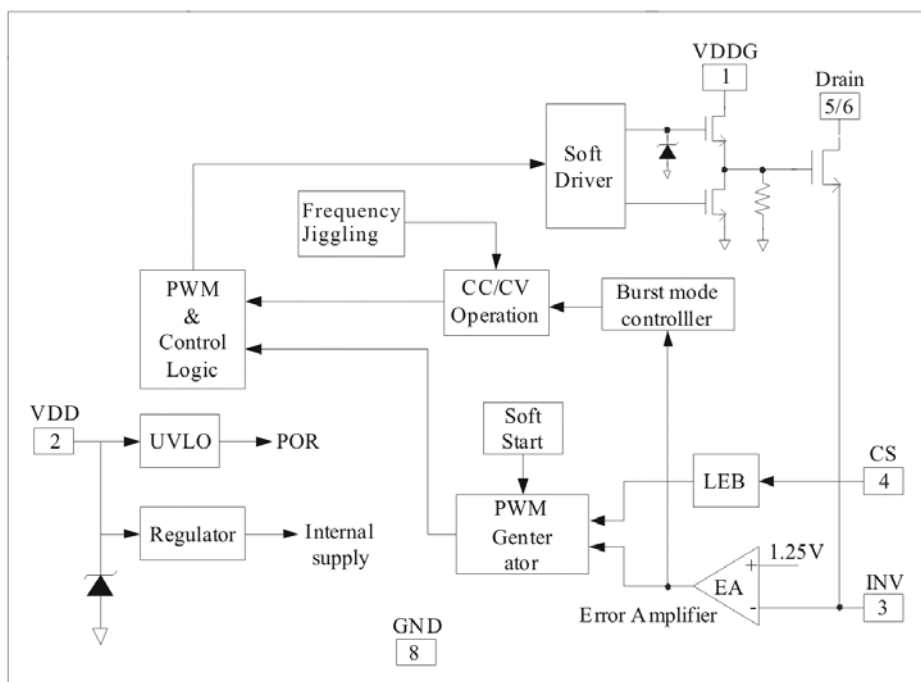 VDDG
1
Drain
5/6
Soft
Driver
Frequency
Jiggling
PWM
&
Control
Logic
CC/CV
Operation
Burst mode
controlller
VDD
2
UVLO
POR
Soft
Start
CS
4
LEB
PWM
Genter
ator
Regulator
Internal
supply
1.25V
+
EA
-
INV
3
Error Amplifier
GND
8